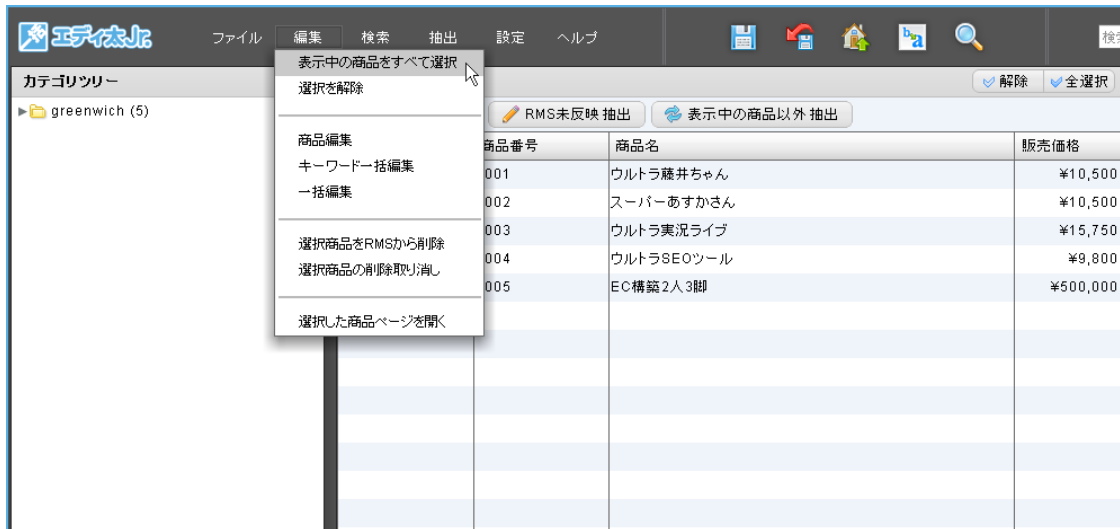 エディ太Jr. ファイル 編集 検索 抽出 設定 ヘルプ
カテゴリツリー 解除 全選択
greenwich (5)
表示中の商品をすべて選択
選択を解除
商品編集
キーワード一括編集
一括編集
選択商品をRMSから削除
選択商品の削除取り消し
選択した商品ページを開く
RMS未反映 抽出 表示中の商品以外 抽出
商品番号 商品名 販売価格
001 ウルトラ藤井ちゃん ¥10,500
002 スーパーあすかさん ¥10,500
003 ウルトラ実況ライブ ¥15,750
004 ウルトラSEOツール ¥9,800
005 EC構築2人3脚 ¥500,000